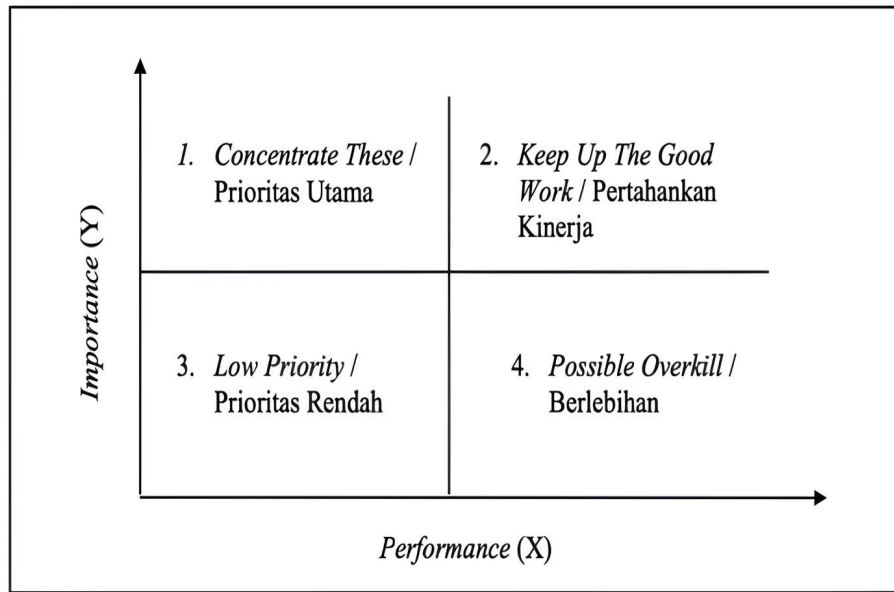 1. Concentrate These /
Prioritas Utama
2. Keep Up The Good
Work / Pertahankan
Kinerja
Importance (Y)
3. Low Priority /
Prioritas Rendah
4. Possible Overkill /
Berlebihan
Performance (X)